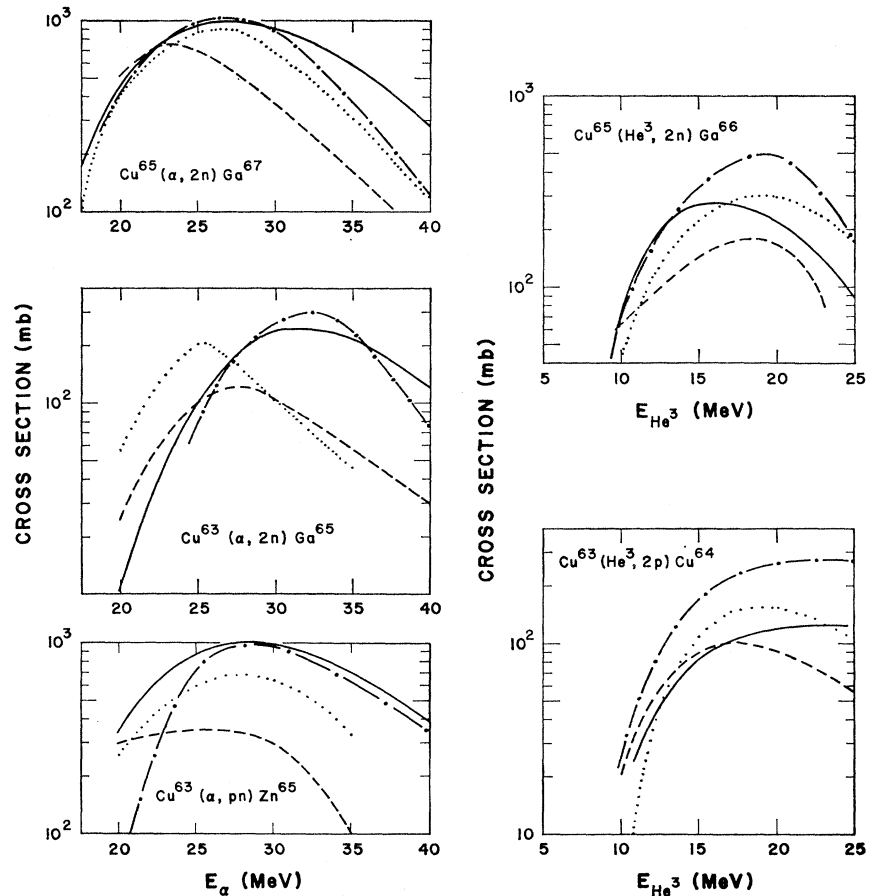 10³
Cu⁶⁵ (α, 2n) Ga⁶⁷
10²
20 25 30 35 40
10²
Cu⁶³ (α, 2n) Ga⁶⁵
20 25 30 35 40
10³
Cu⁶³ (α, pn) Zn⁶⁵
10²
20 25 30 35 40
E_α (MeV)
CROSS SECTION (mb)
10³
Cu⁶⁵ (He³, 2n) Ga⁶⁶
10²
5 10 15 20 25
E_He³ (MeV)
CROSS SECTION (mb)
Cu⁶³ (He³, 2p) Cu⁶⁴
10²
10
5 10 15 20 25
E_He³ (MeV)